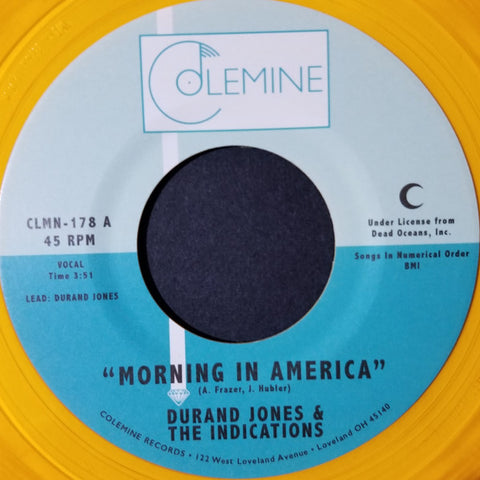 COLEMINE
CLMN-178 A
45 RPM
VOCAL
Time 3:51
LEAD: DURAND JONES
Under License from
Dead Oceans, Inc.
Songs In Numerical Order
BMI
“MORNING IN AMERICA”
(A. Frazer, J. Hubler)
DURAND JONES &
THE INDICATIONS
COLEMINE RECORDS • 122 West Loveland Avenue • Loveland OH 45140